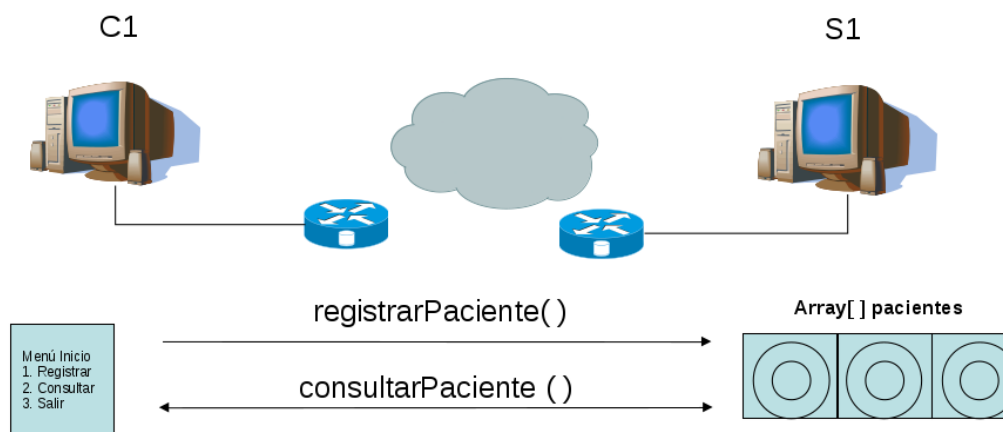 C1
S1
registrarPaciente( )
Array[ ] pacientes
Menú Inicio
1. Registrar
2. Consultar
3. Salir
consultarPaciente ( )